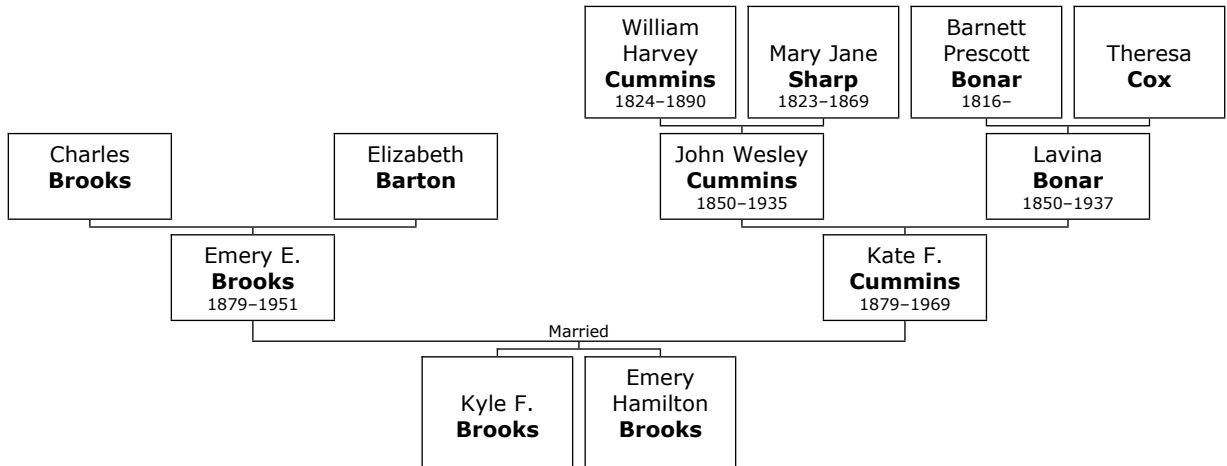 William
Harvey
Cummins
1824–1890
Mary Jane
Sharp
1823–1869
Barnett
Prescott
Bonar
1816–
Theresa
Cox
Charles
Brooks
Elizabeth
Barton
John Wesley
Cummins
1850–1935
Lavina
Bonar
1850–1937
Emery E.
Brooks
1879–1951
Kate F.
Cummins
1879–1969
Married
Kyle F.
Brooks
Emery
Hamilton
Brooks